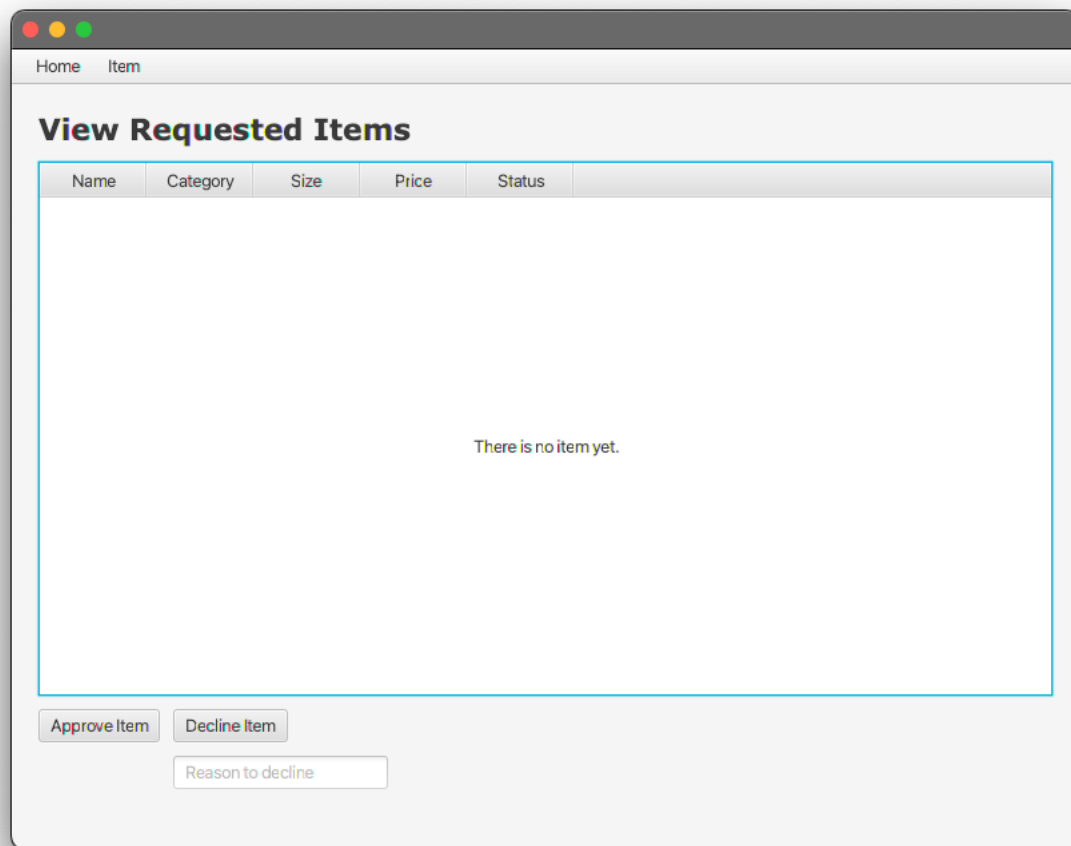 Home Item
View Requested Items
Name Category Size Price Status
There is no item yet.
Approve Item Decline Item
Reason to decline